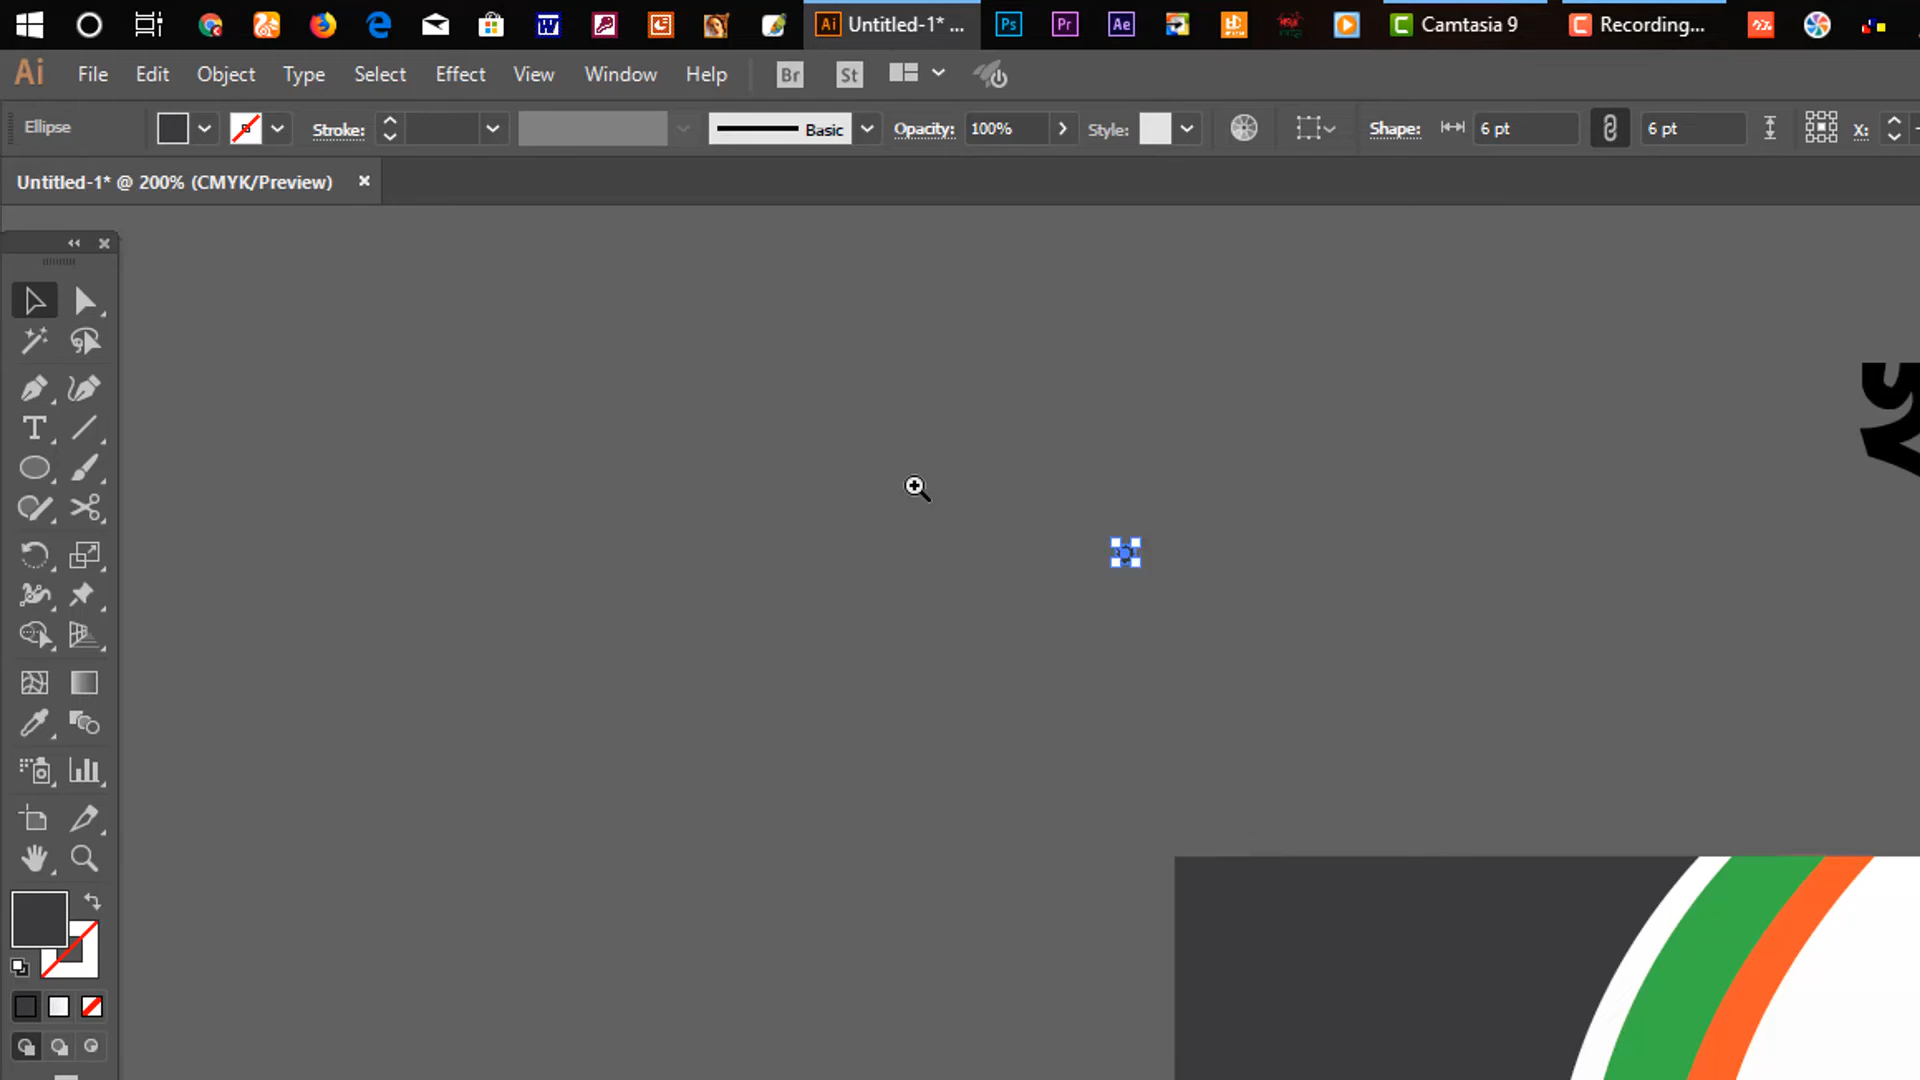 Untitled-1* ...
Camtasia 9
Recording...
Ai File Edit Object Type Select Effect View Window Help Br St
Ellipse Stroke: Basic Opacity: 100% Style: Shape: 6 pt 6 pt X:
Untitled-1* @ 200% (CMYK/Preview) ×